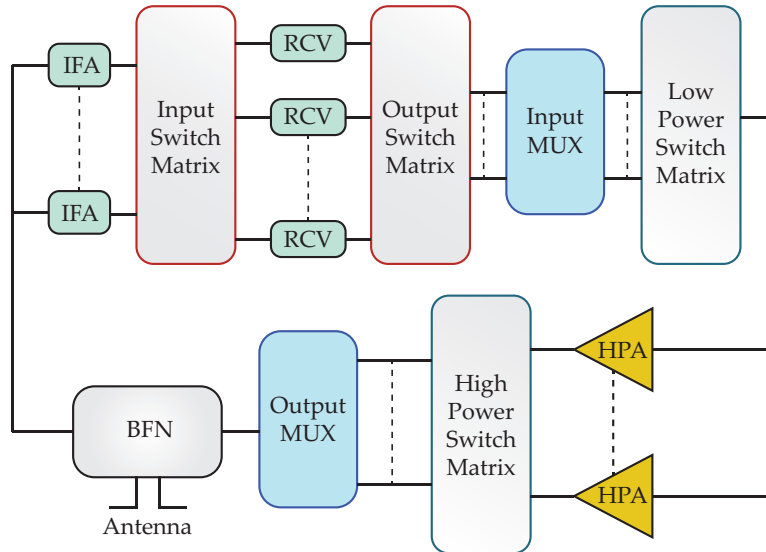 IFA
IFA
Input
Switch
Matrix
RCV
RCV
RCV
Output
Switch
Matrix
Input
MUX
Low
Power
Switch
Matrix
BFN
Antenna
Output
MUX
High
Power
Switch
Matrix
HPA
HPA